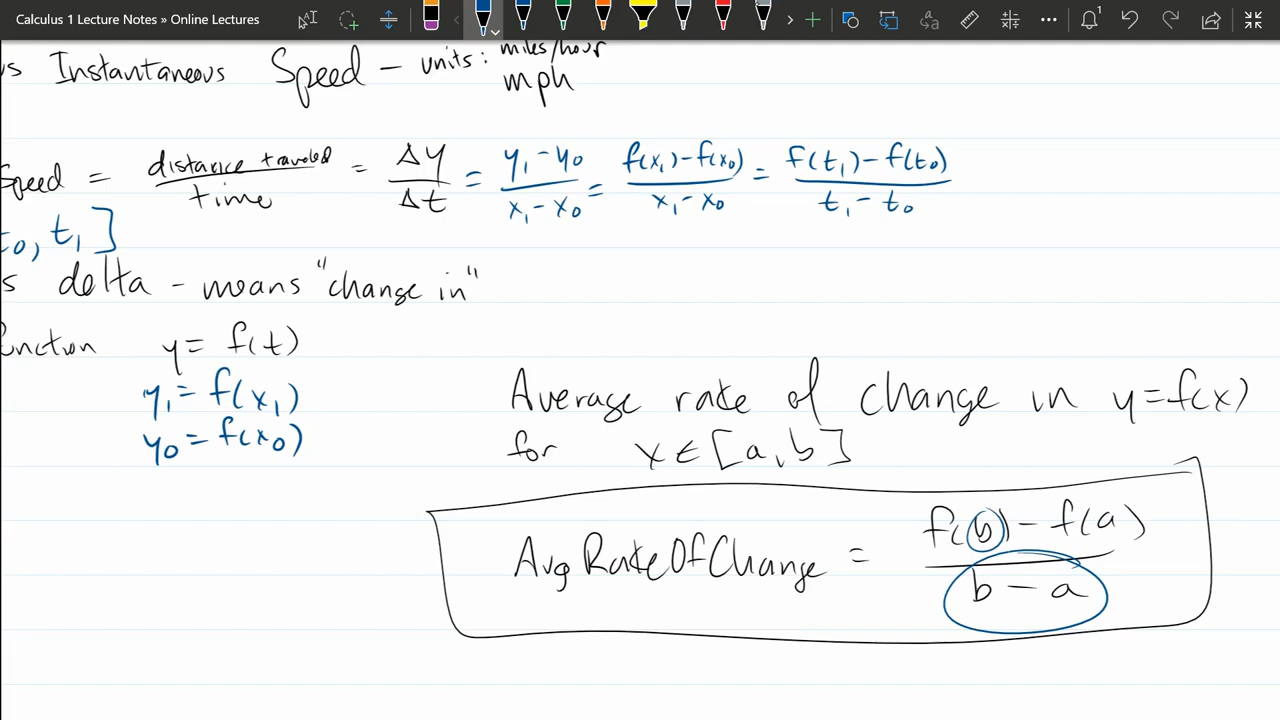 Calculus 1 Lecture Notes » Online Lectures
s Instantaneous Speed – units: miles/hour
mph
Speed = distance traveled / time = Δy / Δt = y₁ – y₀ / x₁ – x₀ = f(x₁) – f(x₀) / x₁ – x₀ = f(t₁) – f(t₀) / t₁ – t₀
t₀, t₁]
s delta – means "change in"
function y = f(t)
y₁ = f(x₁)
y₀ = f(x₀)
Average rate of change in y=f(x)
for x ∈ [a, b]
AvgRateOfChange = f(b) – f(a) / b – a